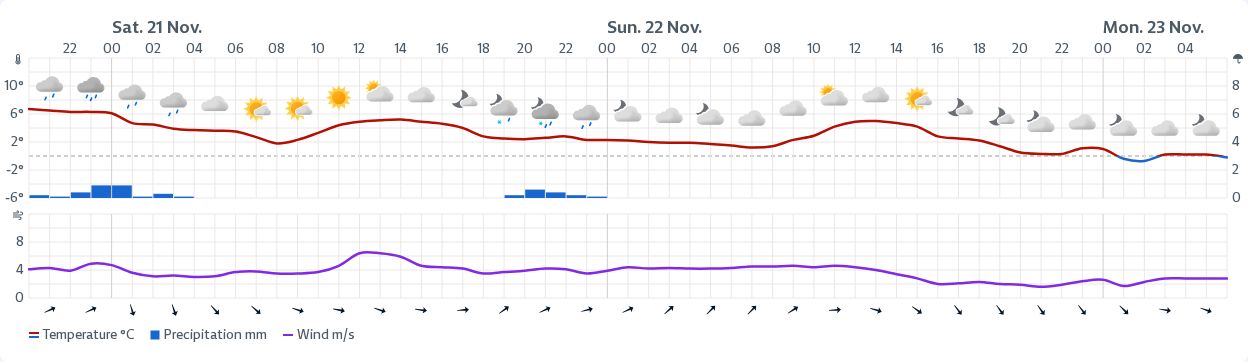 Sat. 21 Nov. Sun. 22 Nov. Mon. 23 Nov.
22 00 02 04 06 08 10 12 14 16 18 20 22 00 02 04 06 08 10 12 14 16 18 20 22 00 02 04
10° 8
6° 6
2° 4
-2° 2
-6° 0
8
4
0
Temperature °C Precipitation mm Wind m/s